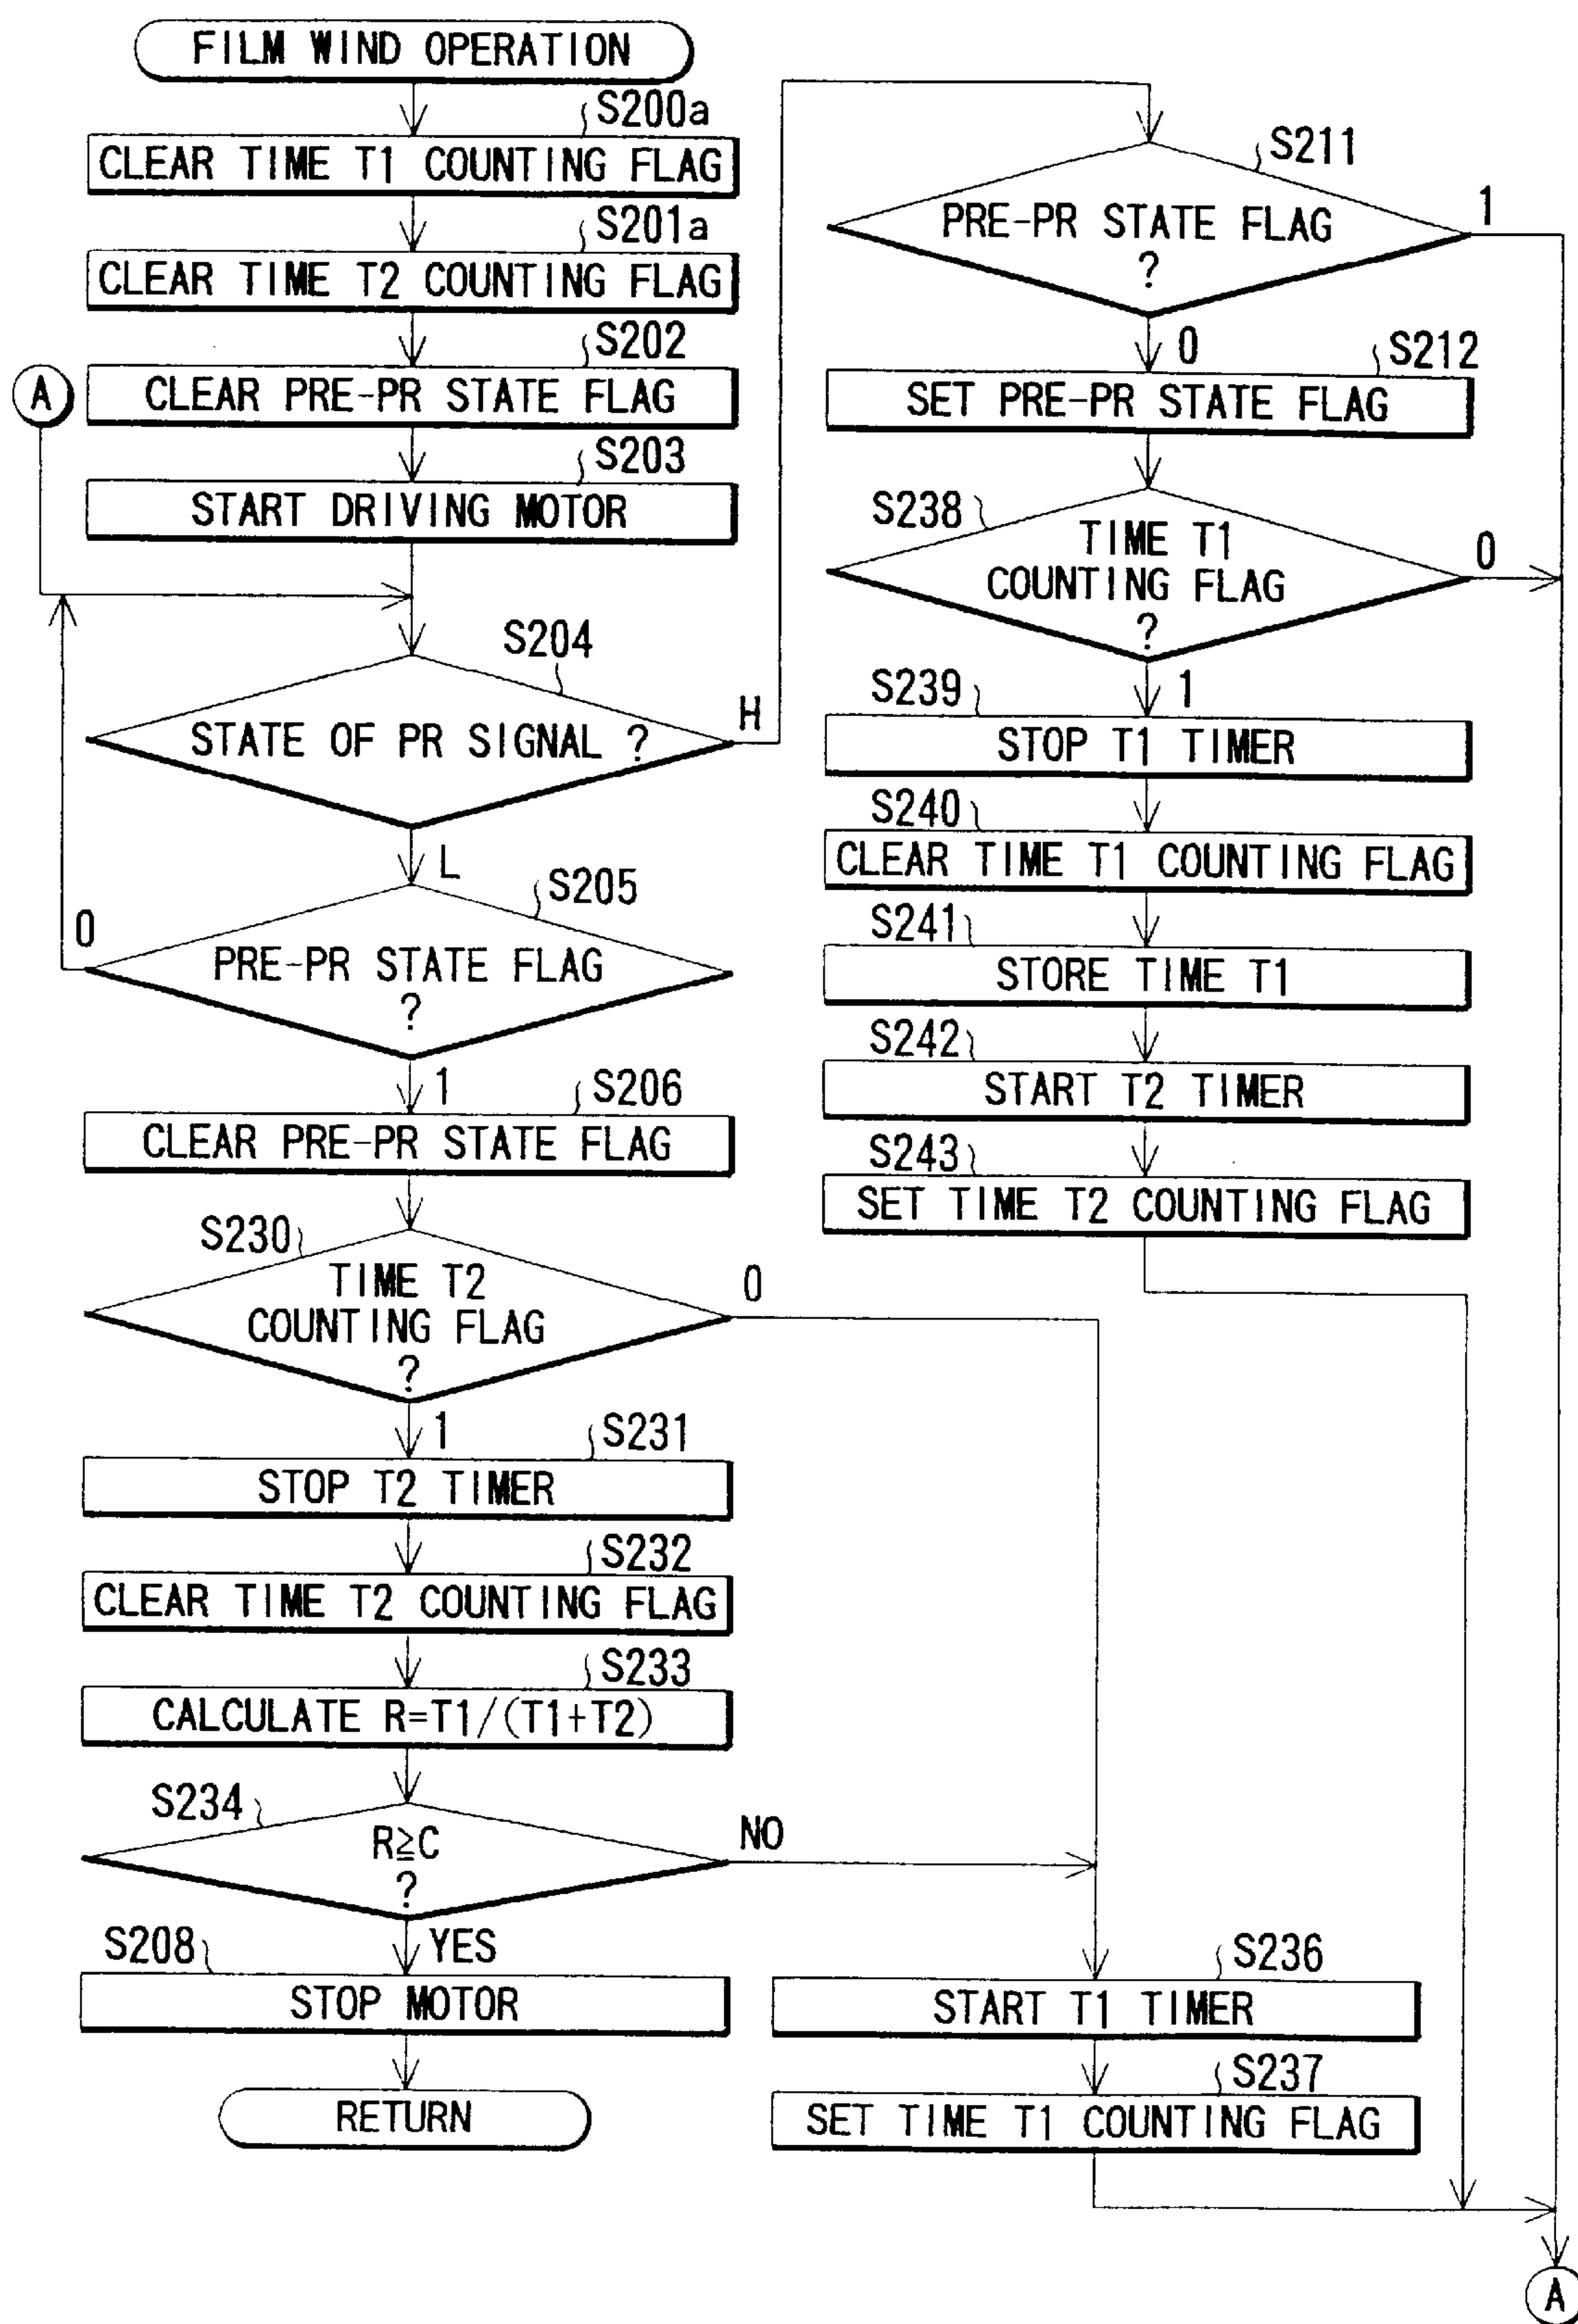 FILM WIND OPERATION
S200a
CLEAR TIME T1 COUNTING FLAG
S201a
CLEAR TIME T2 COUNTING FLAG
S202
A
CLEAR PRE-PR STATE FLAG
S203
START DRIVING MOTOR
S204
STATE OF PR SIGNAL ?
H
L
S205
0
PRE-PR STATE FLAG
?
1
S206
CLEAR PRE-PR STATE FLAG
S230
TIME T2
COUNTING FLAG
?
0
1
S231
STOP T2 TIMER
S232
CLEAR TIME T2 COUNTING FLAG
S233
CALCULATE R=T1/(T1+T2)
S234
R≧C
?
NO
YES
S208
STOP MOTOR
RETURN
S211
PRE-PR STATE FLAG
?
1
0
S212
SET PRE-PR STATE FLAG
S238
TIME T1
COUNTING FLAG
?
0
1
S239
STOP T1 TIMER
S240
CLEAR TIME T1 COUNTING FLAG
S241
STORE TIME T1
S242
START T2 TIMER
S243
SET TIME T2 COUNTING FLAG
S236
START T1 TIMER
S237
SET TIME T1 COUNTING FLAG
A